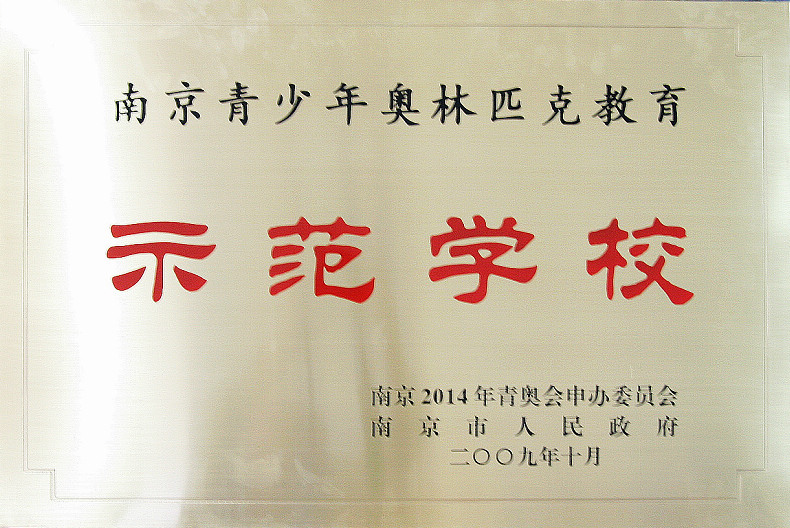 南京青少年奥林匹克教育
示范学校
南京2014年青奥会申办委员会
南京市人民政府
二〇〇九年十月